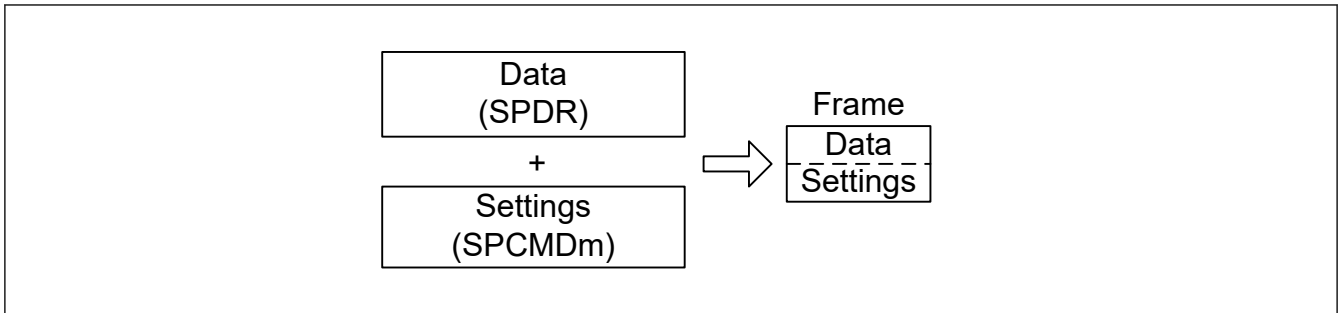 Data
(SPDR)
+
Settings
(SPCMDm)
Frame
Data
Settings